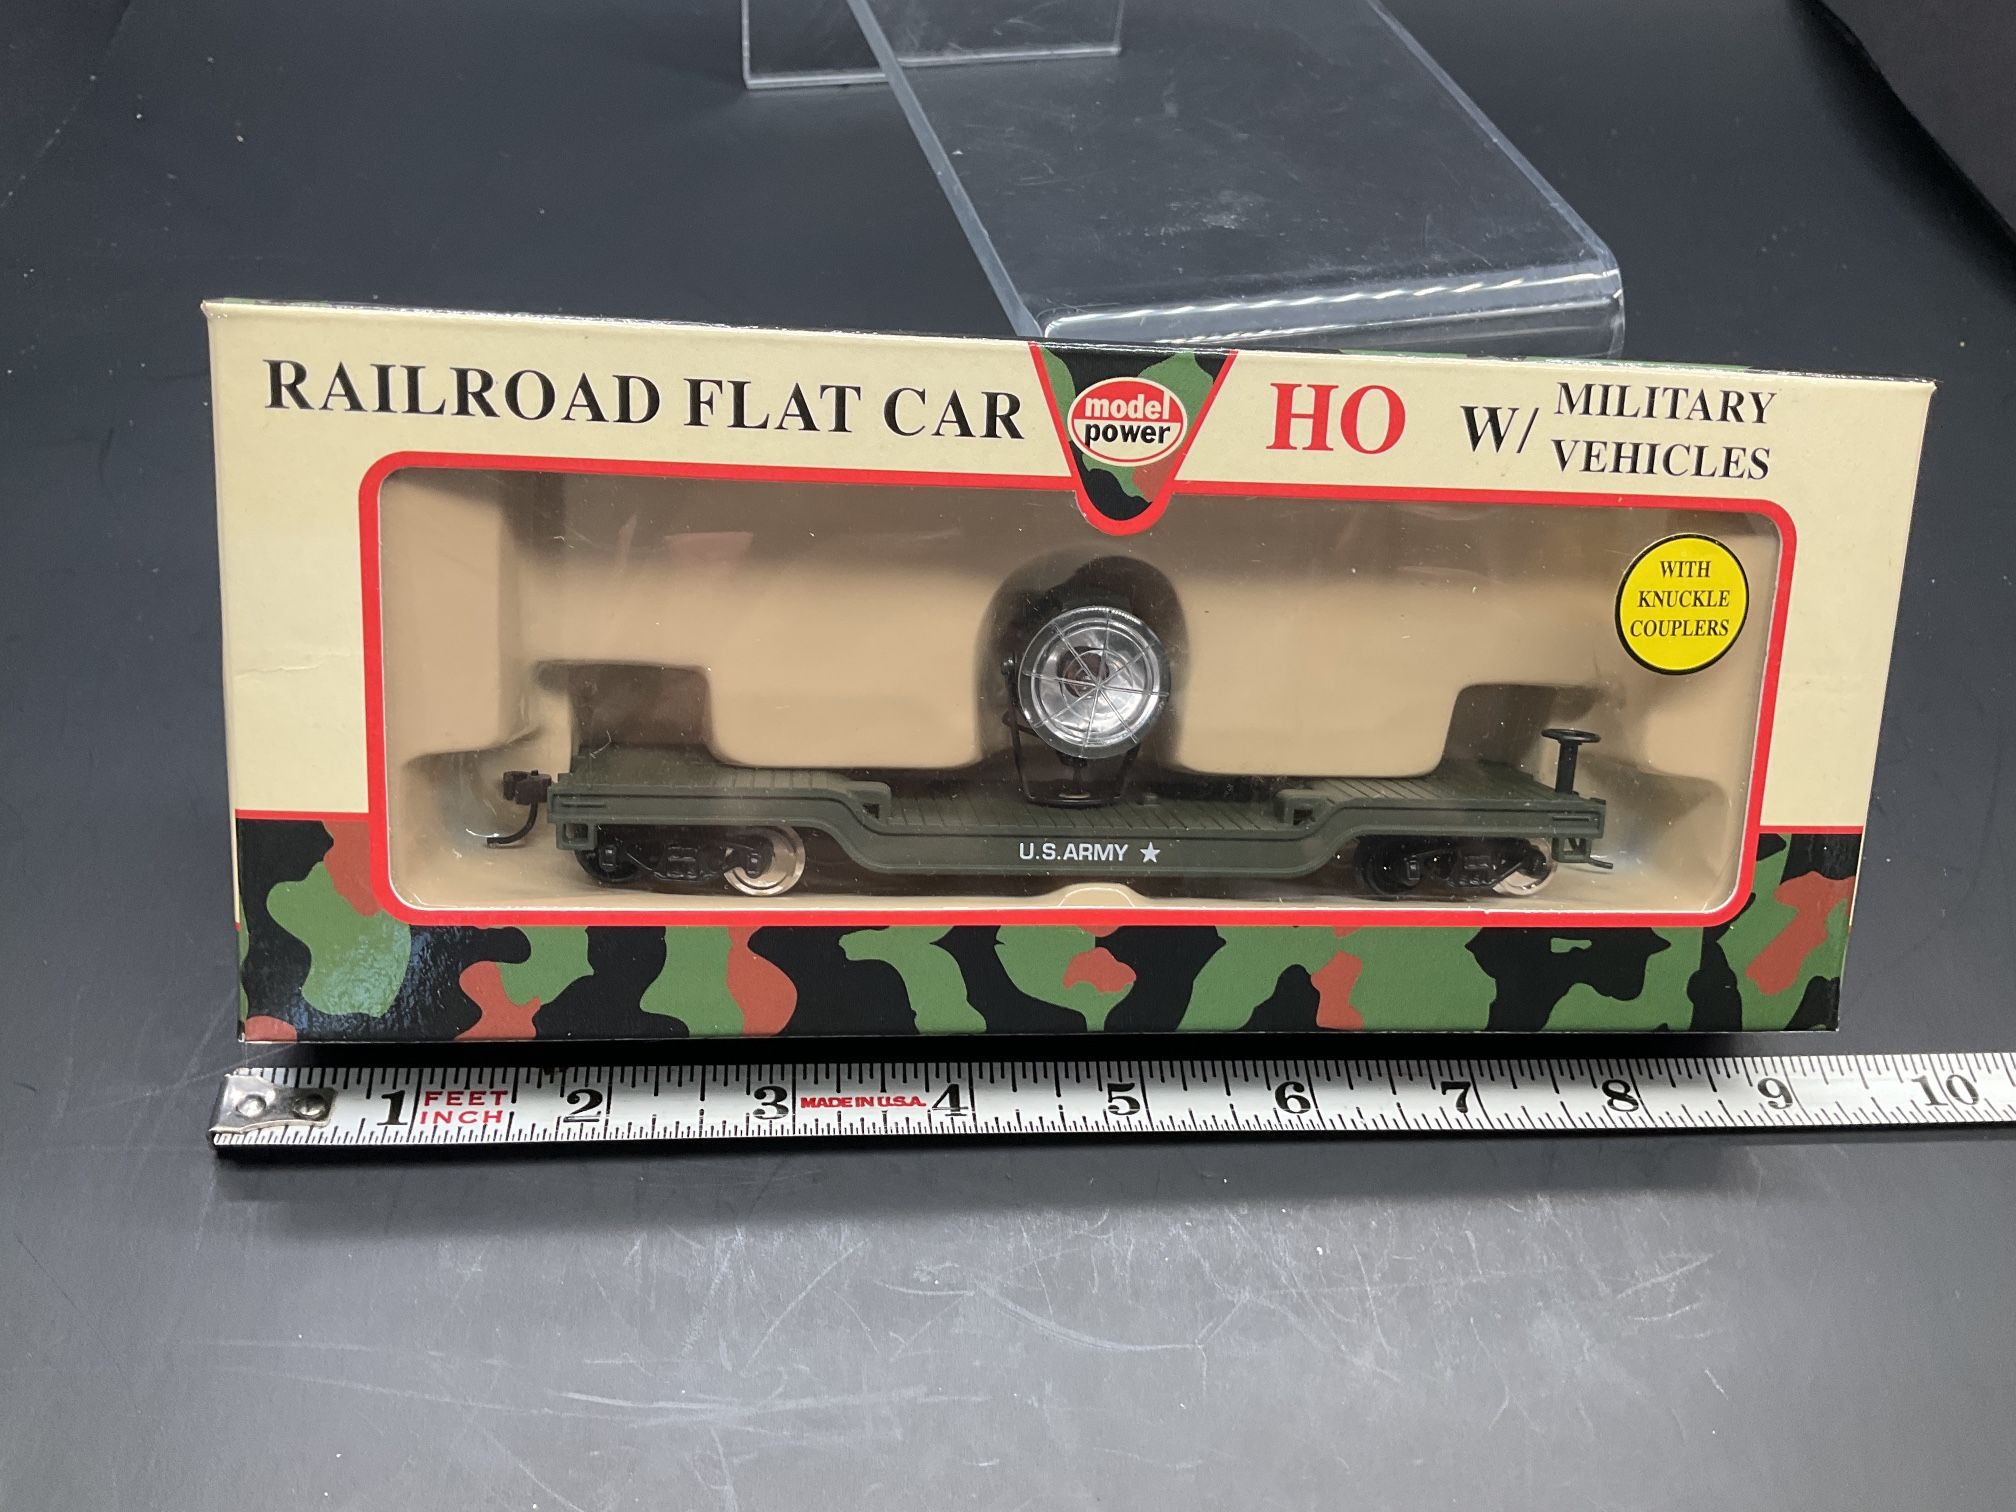 RAILROAD FLAT CAR
model
power
HO
W/ MILITARY
VEHICLES
WITH
KNUCKLE
COUPLERS
U.S.ARMY ★
1 FEET INCH 2 3 MADE IN U.S.A. 4 5 6 7 8 9 10